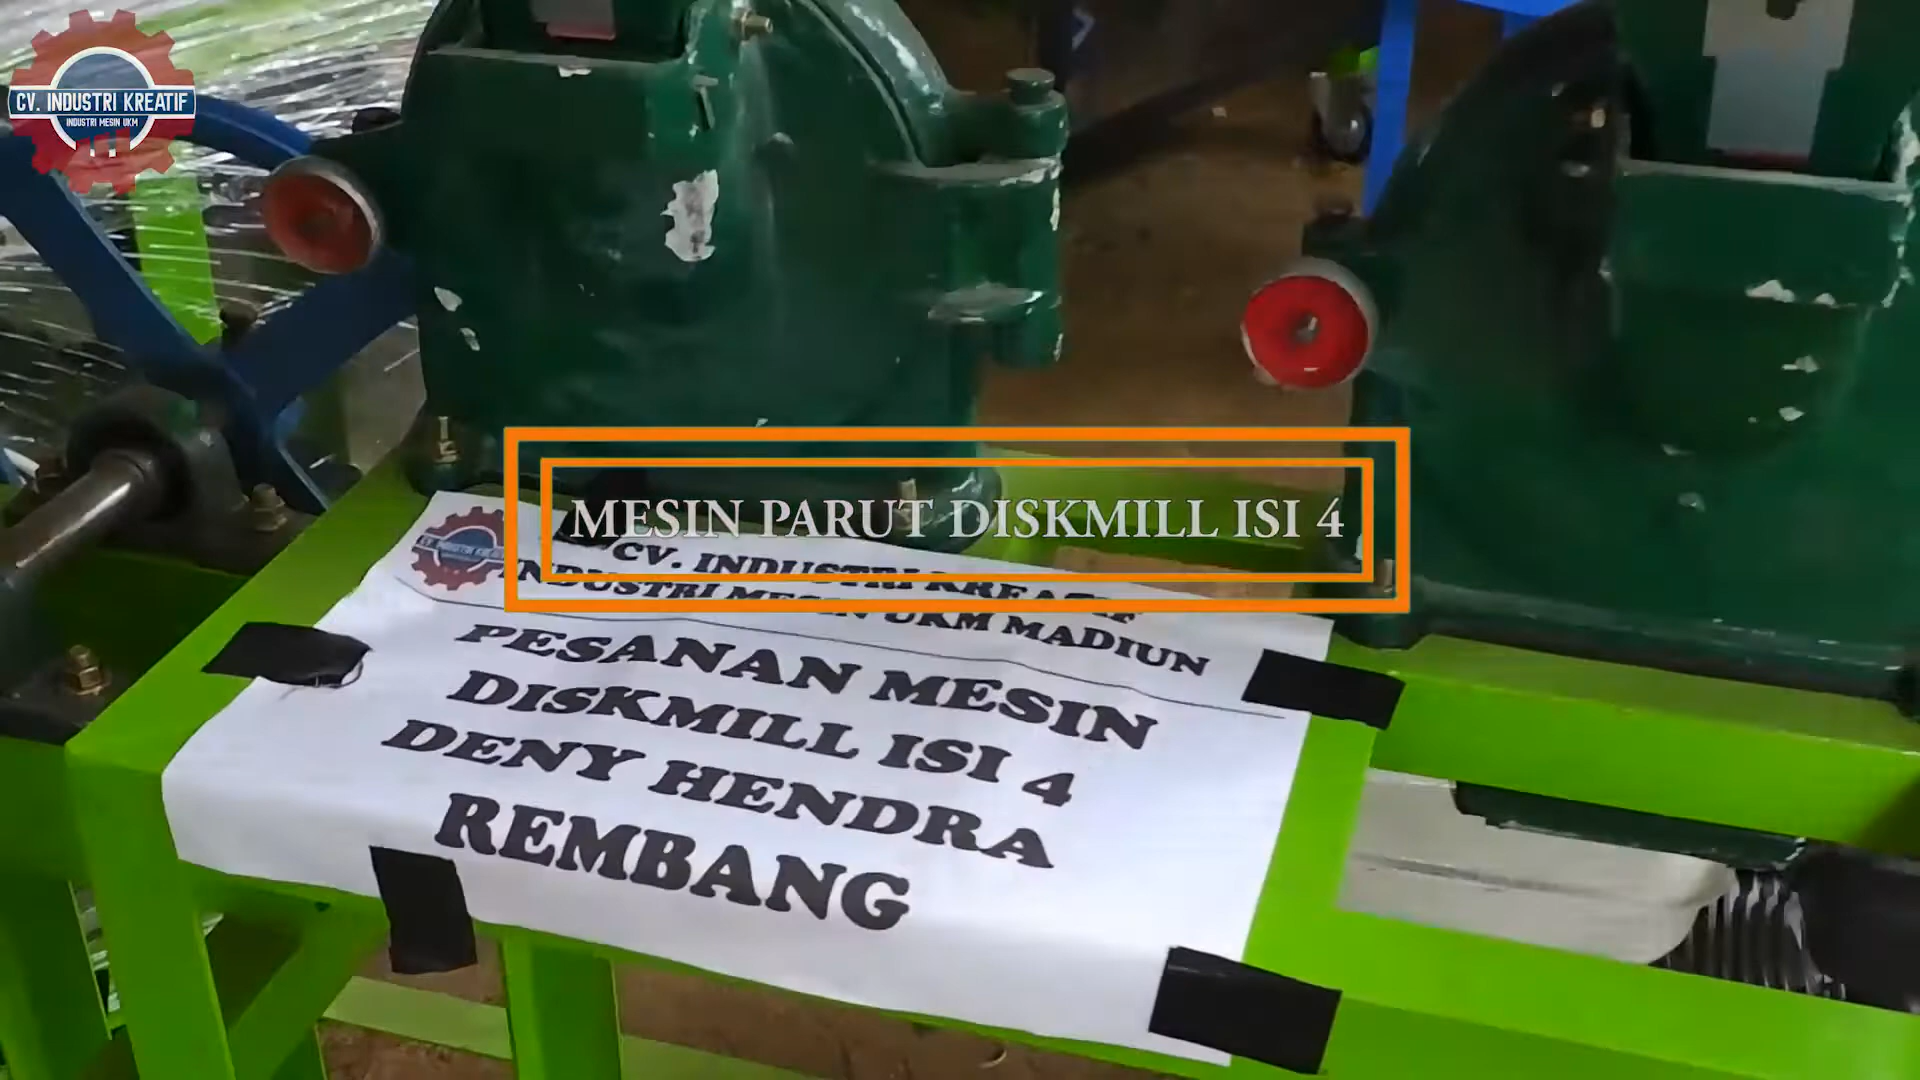 CV. INDUSTRI KREATIF
INDUSTRI MESIN UKM
MESIN PARUT DISKMILL ISI 4
CV. INDUSTRI KREATIF
INDUSTRI MESIN UKM MADIUN
PESANAN MESIN
DISKMILL ISI 4
DENY HENDRA
REMBANG